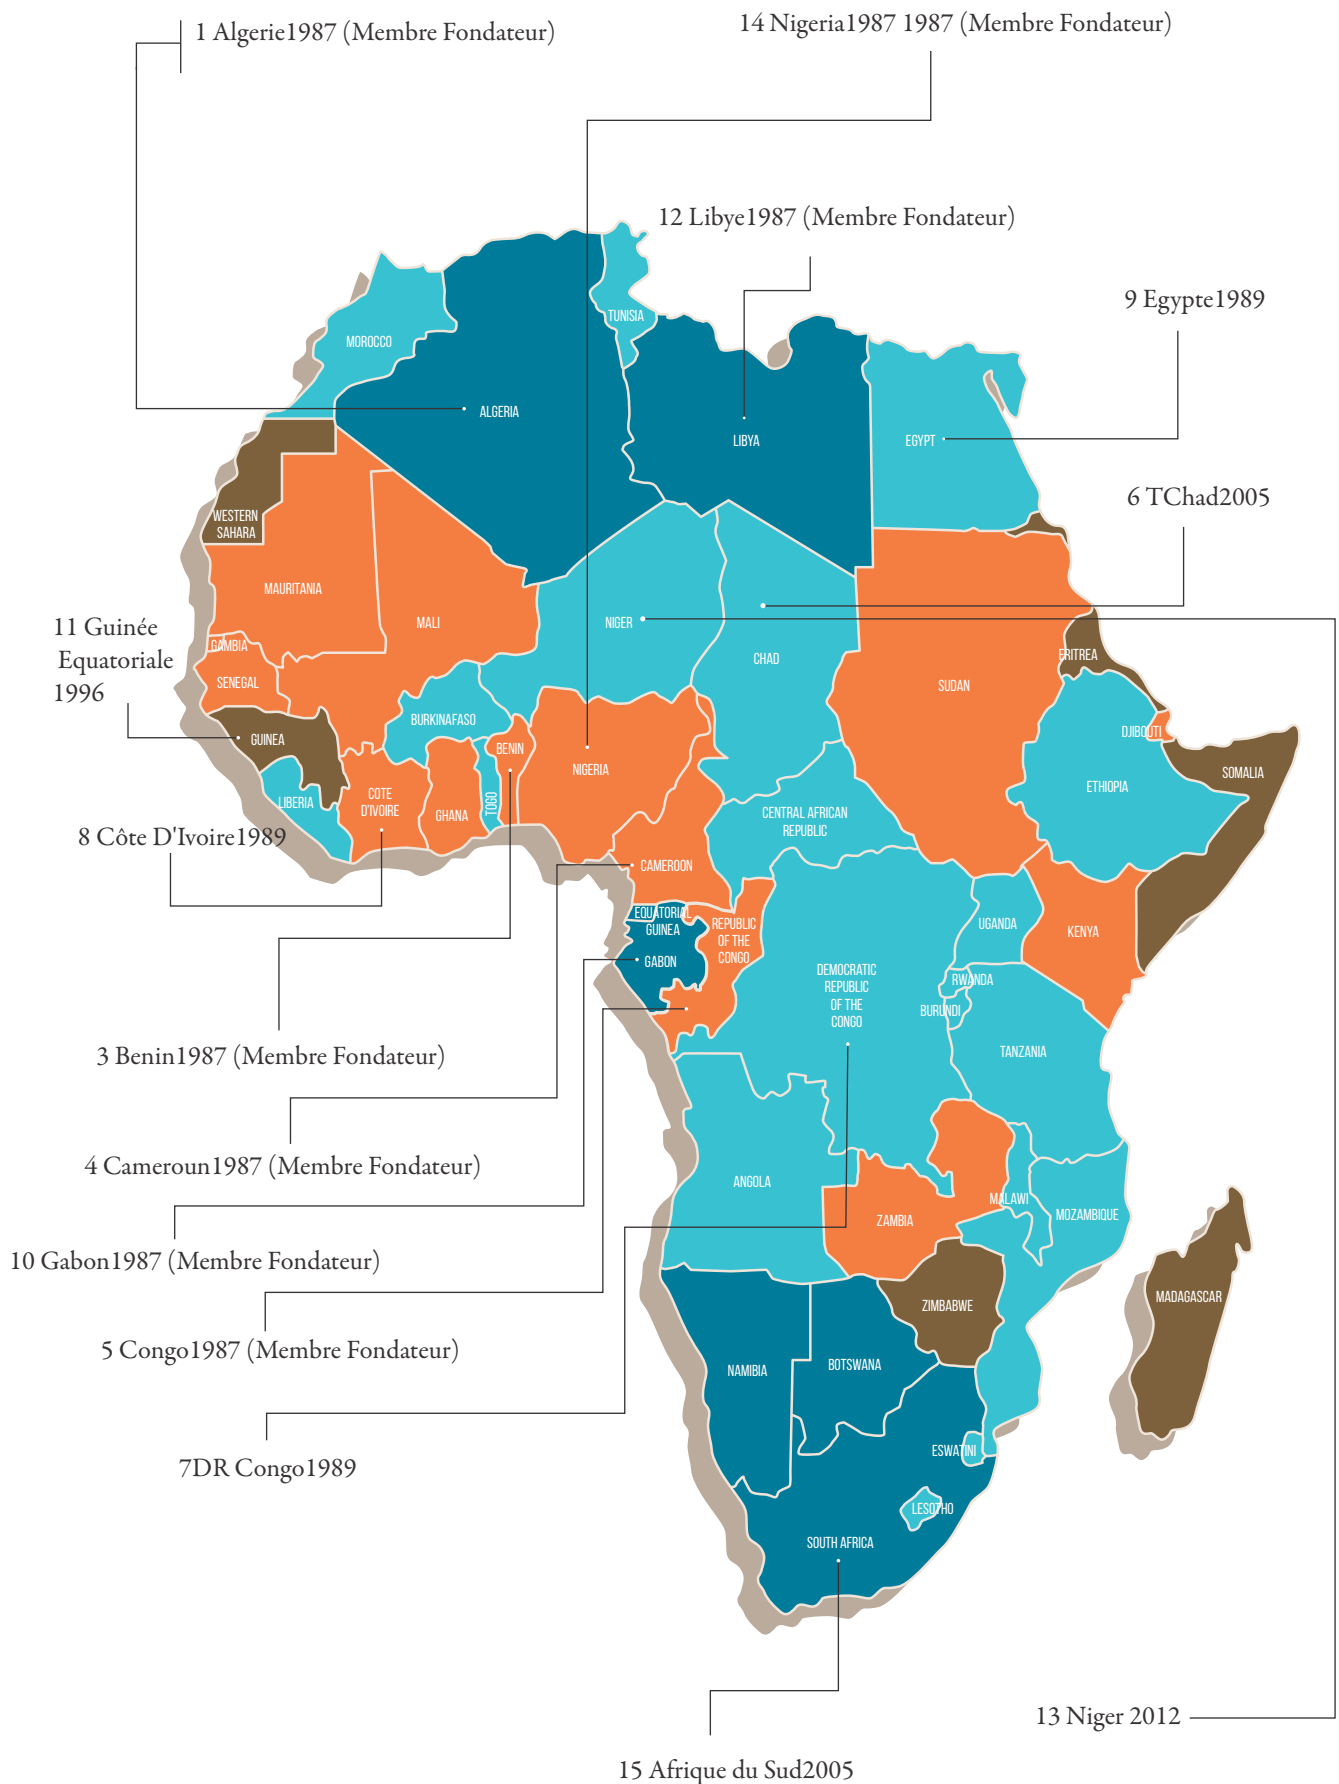 1 Algerie1987 (Membre Fondateur)
14 Nigeria1987 1987 (Membre Fondateur)
12 Libye1987 (Membre Fondateur)
9 Egypte1989
6 TChad2005
11 Guinée
Equatoriale
1996
8 Côte D'Ivoire1989
3 Benin1987 (Membre Fondateur)
4 Cameroun1987 (Membre Fondateur)
10 Gabon1987 (Membre Fondateur)
5 Congo1987 (Membre Fondateur)
7DR Congo1989
13 Niger 2012
15 Afrique du Sud2005
TUNISIA
MOROCCO
ALGERIA
LIBYA
EGYPT
WESTERN
SAHARA
MAURITANIA
MALI
NIGER
CHAD
SUDAN
ERITREA
GAMBIA
SENEGAL
GUINEA
BURKINAFASO
BENIN
NIGERIA
DJIBOUTI
SOMALIA
ETHIOPIA
LIBERIA
COTE
D'IVOIRE
GHANA
TOGO
CENTRAL AFRICAN
REPUBLIC
CAMEROON
EQUATORIAL
GUINEA
GABON
REPUBLIC
OF THE
CONGO
UGANDA
KENYA
RWANDA
BURUNDI
DEMOCRATIC
REPUBLIC
OF THE
CONGO
TANZANIA
ANGOLA
ZAMBIA
MALAWI
MOZAMBIQUE
ZIMBABWE
MADAGASCAR
NAMIBIA
BOTSWANA
ESWATINI
LESOTHO
SOUTH AFRICA